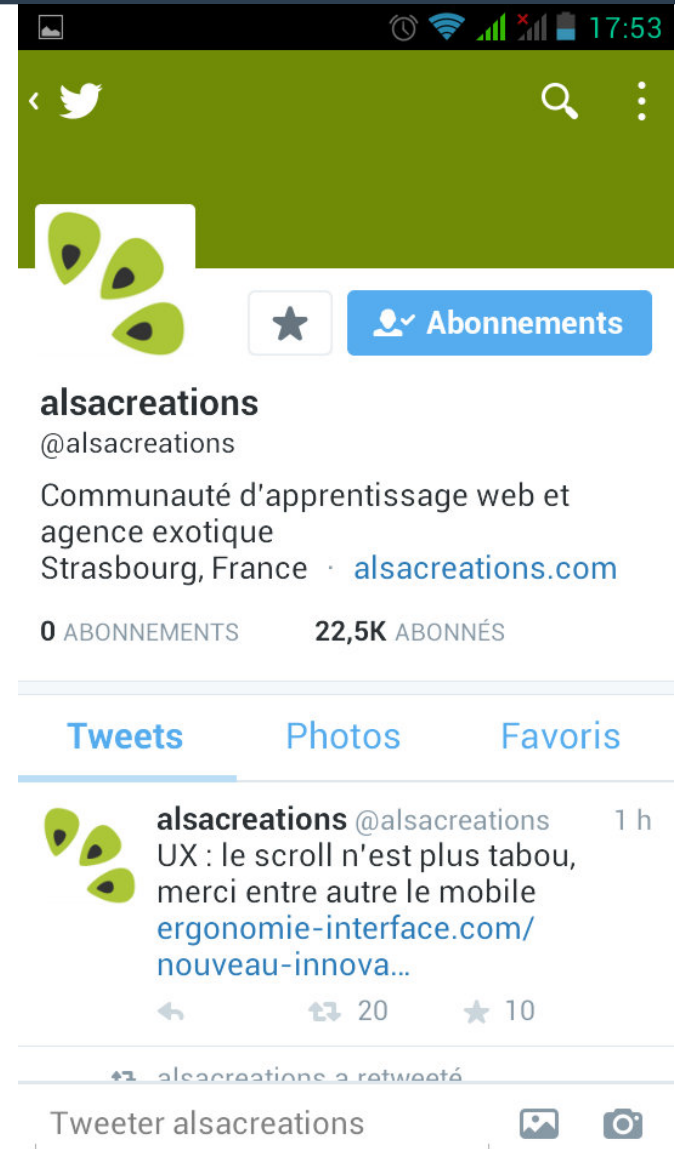 17:53
Abonnements
alsacreations
@alsacreations
Communauté d'apprentissage web et
agence exotique
Strasbourg, France · alsacreations.com
0 ABONNEMENTS 22,5K ABONNÉS
Tweets Photos Favoris
alsacreations @alsacreations 1 h
UX : le scroll n'est plus tabou,
merci entre autre le mobile
ergonomie-interface.com/
nouveau-innova…
20 10
alsacreations a retweeté
Tweeter alsacreations